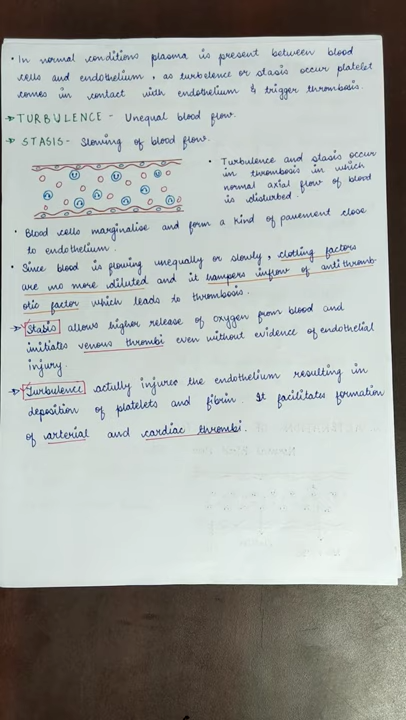 • In normal conditions plasma is present between blood
cells and endothelium, as turbelence or stasis occur platelet
comes in contact with endothelium & trigger thrombosis.
→ TURBULENCE - Unequal blood flow.
→ STASIS - Slowing of blood flow.
• Turbulence and stasis occur
in thrombosis in which
normal axial flow of blood
is disturbed.
• Blood cells marginalise and form a kind of pavement close
to endothelium.
• Since blood is flowing unequally or slowly, clotting factors
are no more diluted and it hampers inflow of antithromb-
otic factor which leads to thrombosis.
→ Stasis allows higher release of oxygen from blood and
initiates venous thrombi even without evidence of endothelial
injury.
→ Turbulence actully injures the endothelium resulting in
deposition of platelets and fibrin. It facilitates formation
of arterial and cardiac thrombi.